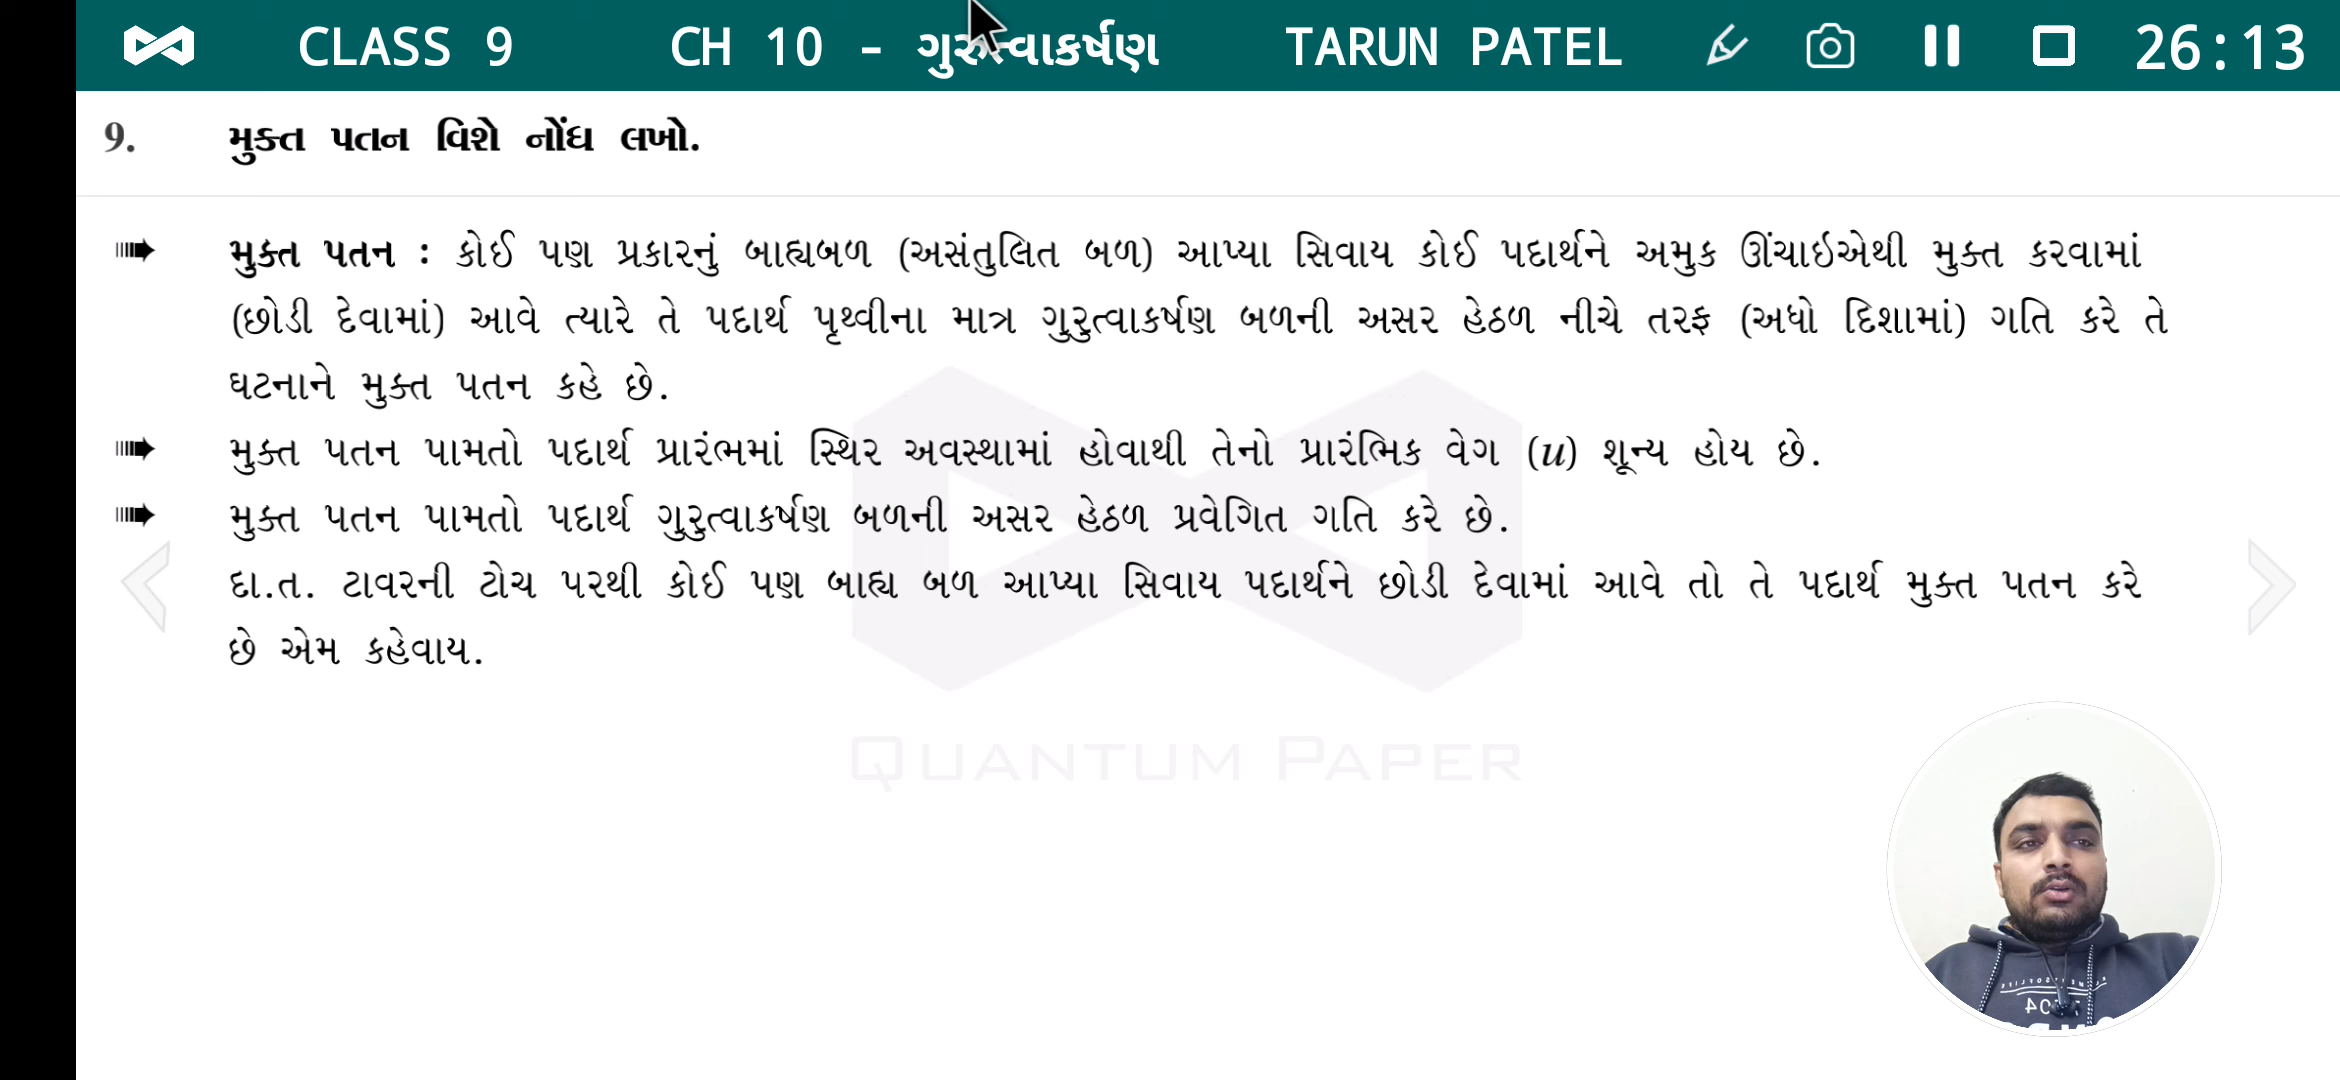 CLASS 9 CH 10 - ગુરુત્વાકર્ષણ TARUN PATEL 26:13
9. મુક્ત પતન વિશે નોંધ લખો.
મુક્ત પતન : કોઈ પણ પ્રકારનું બાહ્યબળ (અસંતુલિત બળ) આપ્યા સિવાય કોઈ પદાર્થને અમુક ઊંચાઇએથી મુક્ત કરવામાં
(છોડી દેવામાં) આવે ત્યારે તે પદાર્થ પૃથ્વીના માત્ર ગુરુત્વાકર્ષણ બળની અસર હેઠળ નીચે તરફ (અધો દિશામાં) ગતિ કરે તે
ઘટનાને મુક્ત પતન કહે છે.
મુક્ત પતન પામતો પદાર્થ પ્રારંભમાં સ્થિર અવસ્થામાં હોવાથી તેનો પ્રારંભિક વેગ (u) શૂન્ય હોય છે.
મુક્ત પતન પામતો પદાર્થ ગુરુત્વાકર્ષણ બળની અસર હેઠળ પ્રવેગિત ગતિ કરે છે.
દા.ત. ટાવરની ટોચ પરથી કોઈ પણ બાહ્ય બળ આપ્યા સિવાય પદાર્થને છોડી દેવામાં આવે તો તે પદાર્થ મુક્ત પતન કરે
છે એમ કહેવાય.
QUANTUM PAPER